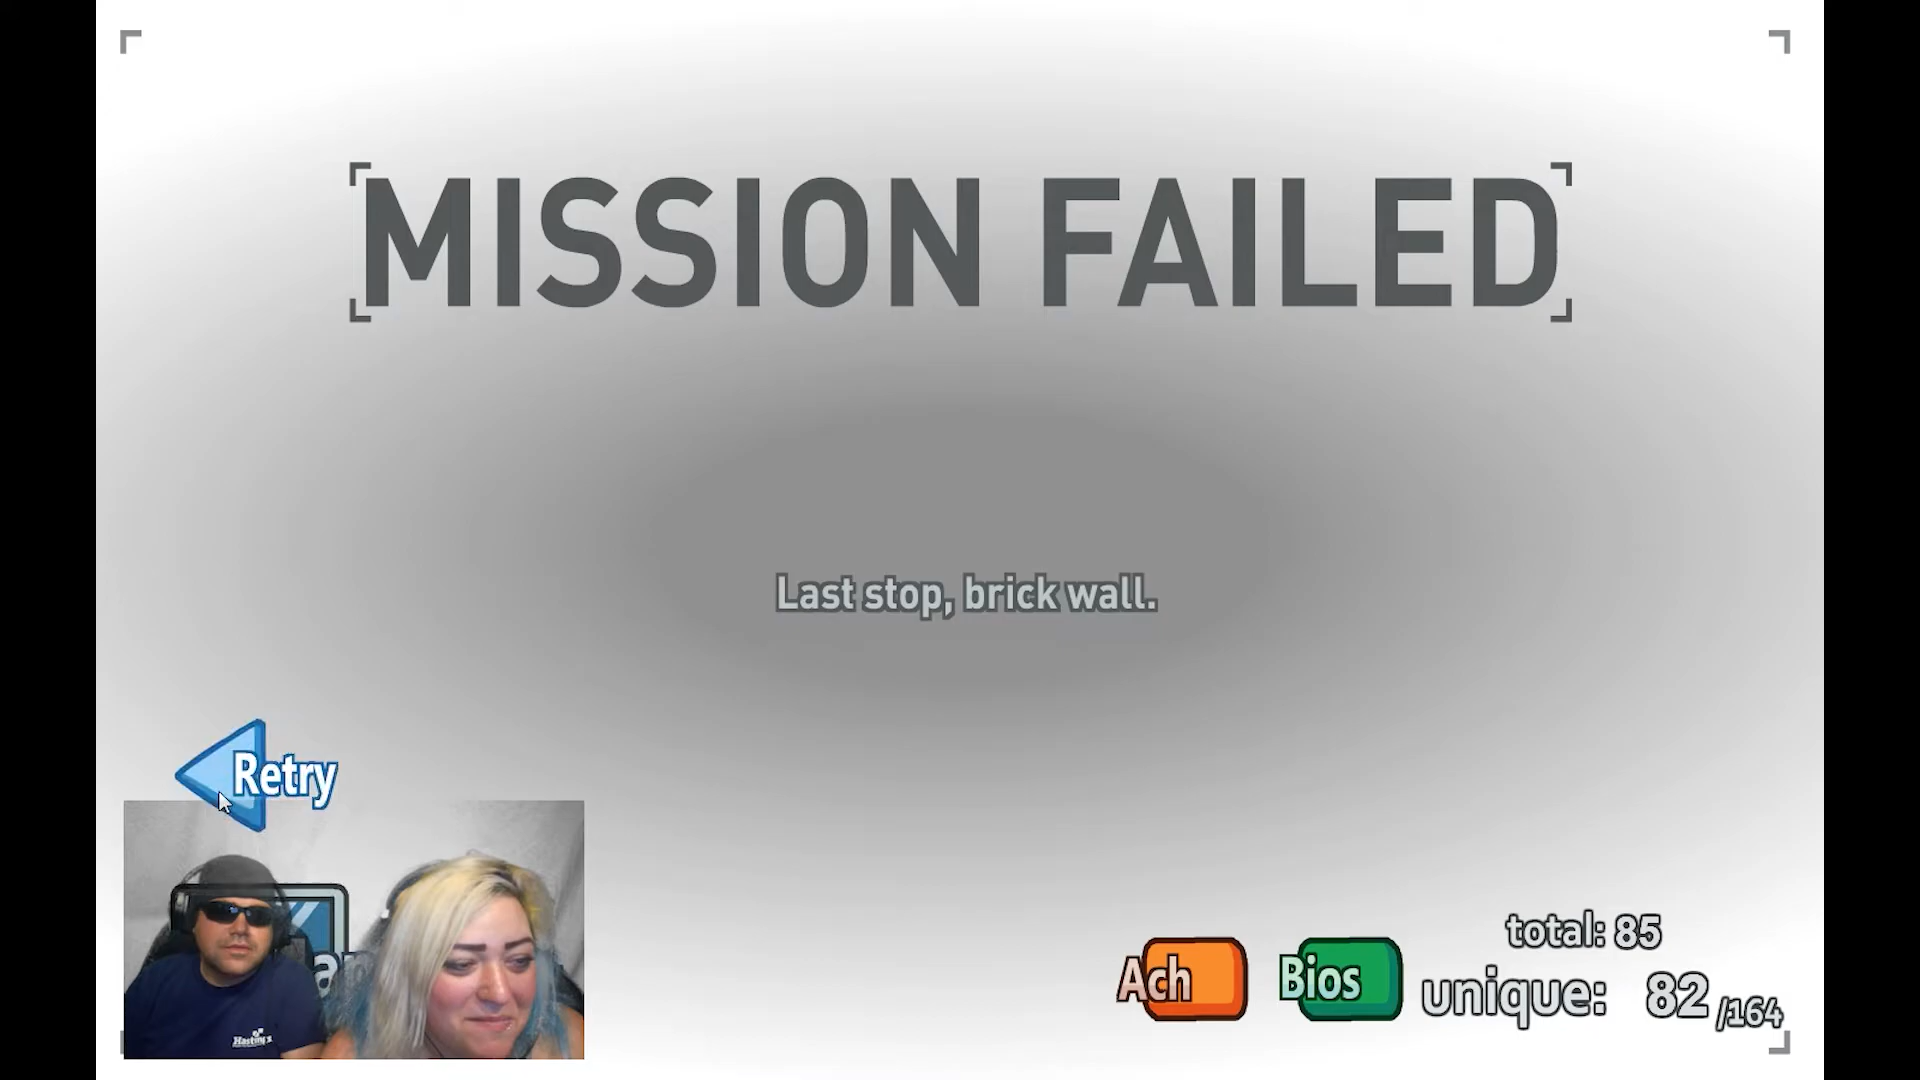 MISSION FAILED
Last stop, brick wall.
Retry
Ach
Bios
total: 85
unique: 82 /164